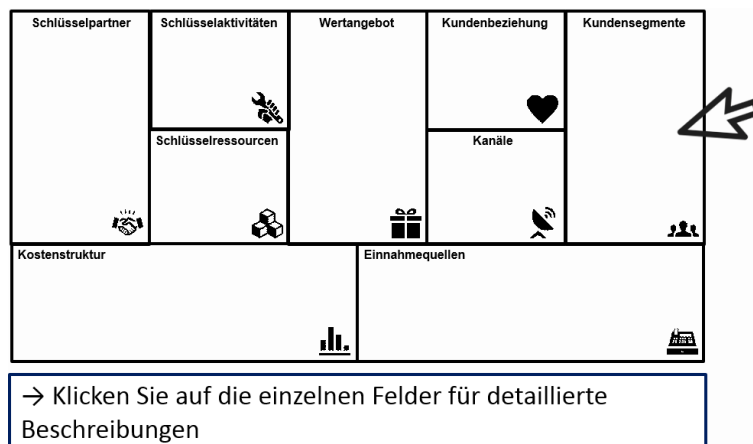 Schlüsselpartner
Schlüsselaktivitäten
Wertangebot
Kundenbeziehung
Kundensegmente
Schlüsselressourcen
Kanäle
Kostenstruktur
Einnahmequellen
→ Klicken Sie auf die einzelnen Felder für detaillierte
Beschreibungen